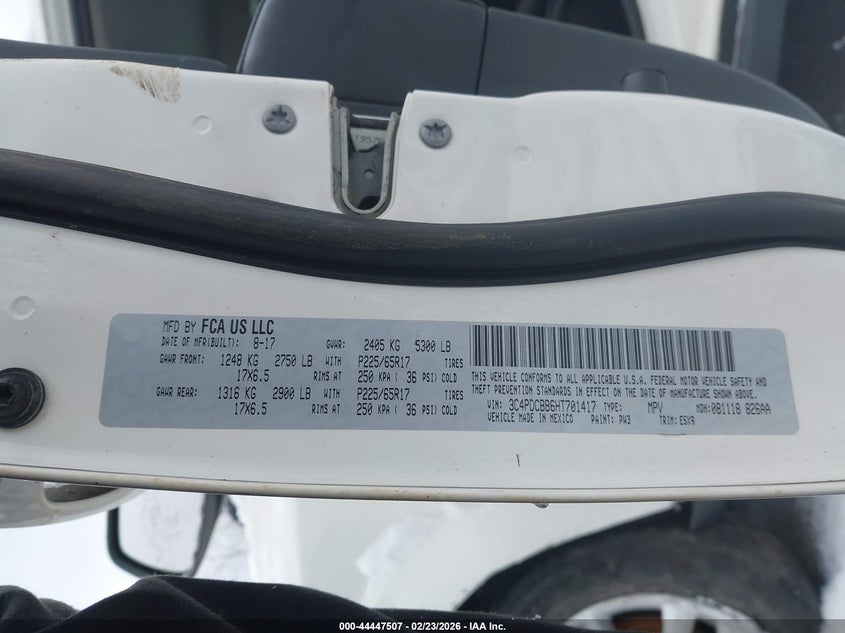 1957
MFD BY FCA US LLC
DATE OF MFR(BUILT): 8-17 GVWR: 2405 KG 5300 LB
GAWR FRONT: 1248 KG 2750 LB WITH P225/65R17 TIRES
17X6.5 RIMS AT 250 KPA ( 36 PSI) COLD
GAWR REAR: 1316 KG 2900 LB WITH P225/65R17 TIRES
17X6.5 RIMS AT 250 KPA ( 36 PSI) COLD
THIS VEHICLE CONFORMS TO ALL APPLICABLE U.S.A. FEDERAL MOTOR VEHICLE SAFETY AND
THEFT PREVENTION STANDARDS IN EFFECT ON THE DATE OF MANUFACTURE SHOWN ABOVE.
VIN: 3C4PDCBB6HT701417 TYPE: MPV MDH: 081118 826AA
VEHICLE MADE IN MEXICO PAINT: PW3 TRIM: ESX9
000-44447507 - 02/23/2026 - IAA Inc.